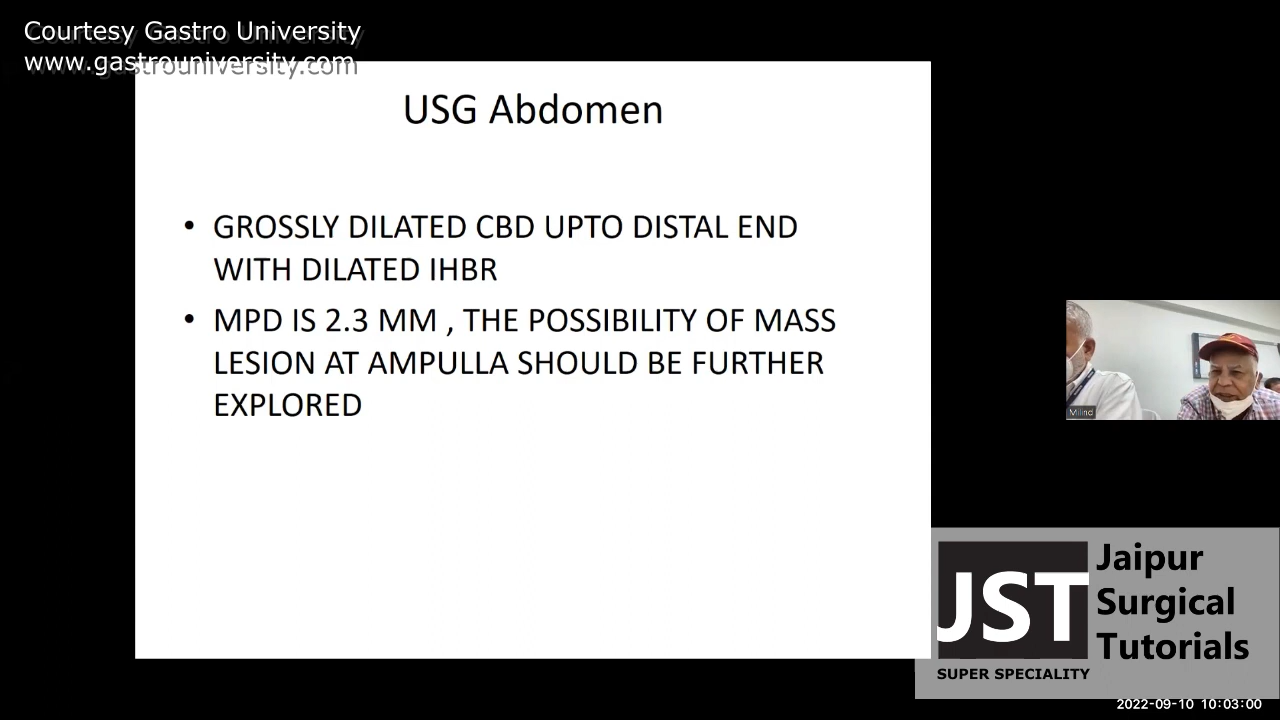 Courtesy Gastro University
www.gastrouniversity.com
USG Abdomen
• GROSSLY DILATED CBD UPTO DISTAL END
WITH DILATED IHBR
• MPD IS 2.3 MM , THE POSSIBILITY OF MASS
LESION AT AMPULLA SHOULD BE FURTHER
EXPLORED
Milind
JST
SUPER SPECIALITY
Jaipur
Surgical
Tutorials
2022-09-10 10:03:00